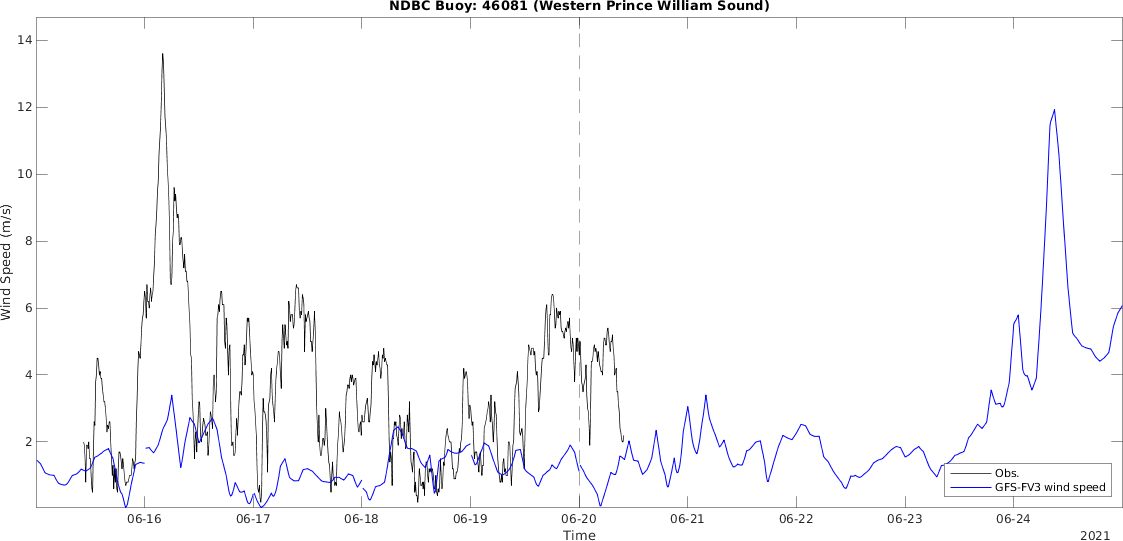 NDBC Buoy: 46081 (Western Prince William Sound)
Wind Speed (m/s)
14
12
10
8
6
4
2
06-16 06-17 06-18 06-19 06-20 06-21 06-22 06-23 06-24
Time
2021
Obs.
GFS-FV3 wind speed